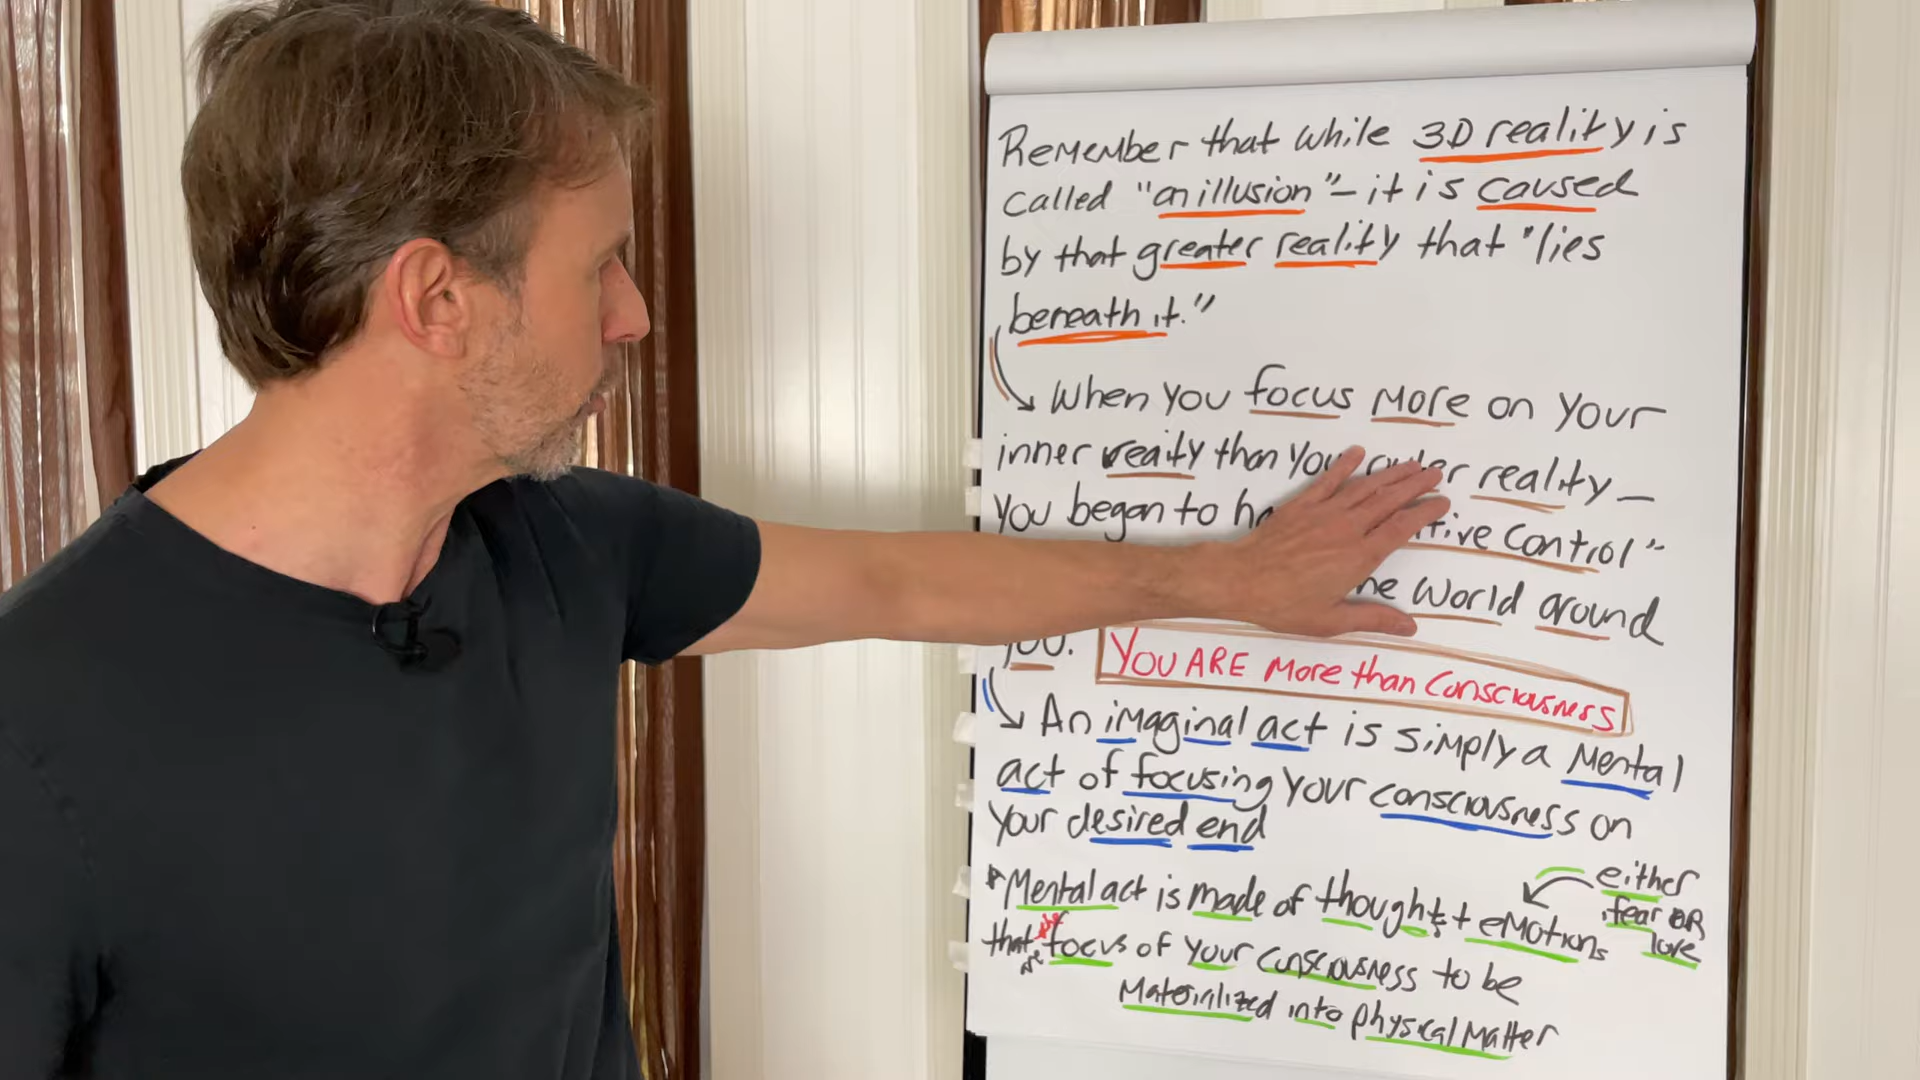 Remember that while 3D reality is
called "an illusion" – it is caused
by that greater reality that "lies
beneath it."
When you focus more on your
inner reaity than your outer reality –
You began to tive control"
he world around
you.
YOU ARE More than Consciousness
An imaginal act is simply a Mental
act of focusing your consciousness on
your desired end
Mental act is made of thought + eMotions
either
fear OR
love
that are the focus of your consciousness to be
Materialized into physical Matter